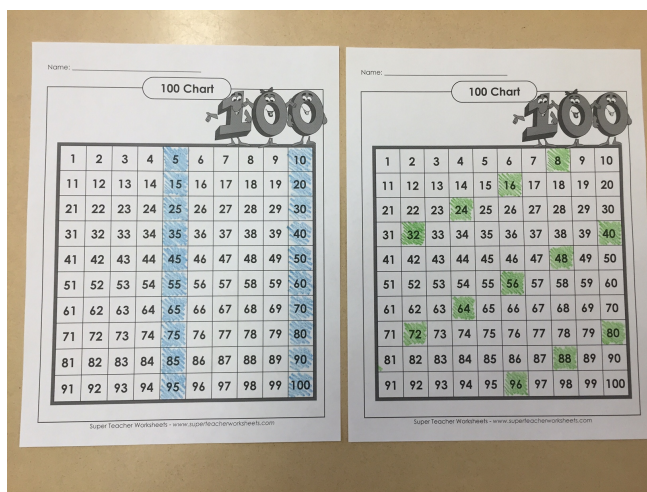 Name:
100 Chart
100
1 2 3 4 5 6 7 8 9 10
11 12 13 14 15 16 17 18 19 20
21 22 23 24 25 26 27 28 29 30
31 32 33 34 35 36 37 38 39 40
41 42 43 44 45 46 47 48 49 50
51 52 53 54 55 56 57 58 59 60
61 62 63 64 65 66 67 68 69 70
71 72 73 74 75 76 77 78 79 80
81 82 83 84 85 86 87 88 89 90
91 92 93 94 95 96 97 98 99 100
Super Teacher Worksheets - www.superteacherworksheets.com
Name:
100 Chart
100
1 2 3 4 5 6 7 8 9 10
11 12 13 14 15 16 17 18 19 20
21 22 23 24 25 26 27 28 29 30
31 32 33 34 35 36 37 38 39 40
41 42 43 44 45 46 47 48 49 50
51 52 53 54 55 56 57 58 59 60
61 62 63 64 65 66 67 68 69 70
71 72 73 74 75 76 77 78 79 80
81 82 83 84 85 86 87 88 89 90
91 92 93 94 95 96 97 98 99 100
Super Teacher Worksheets - www.superteacherworksheets.com